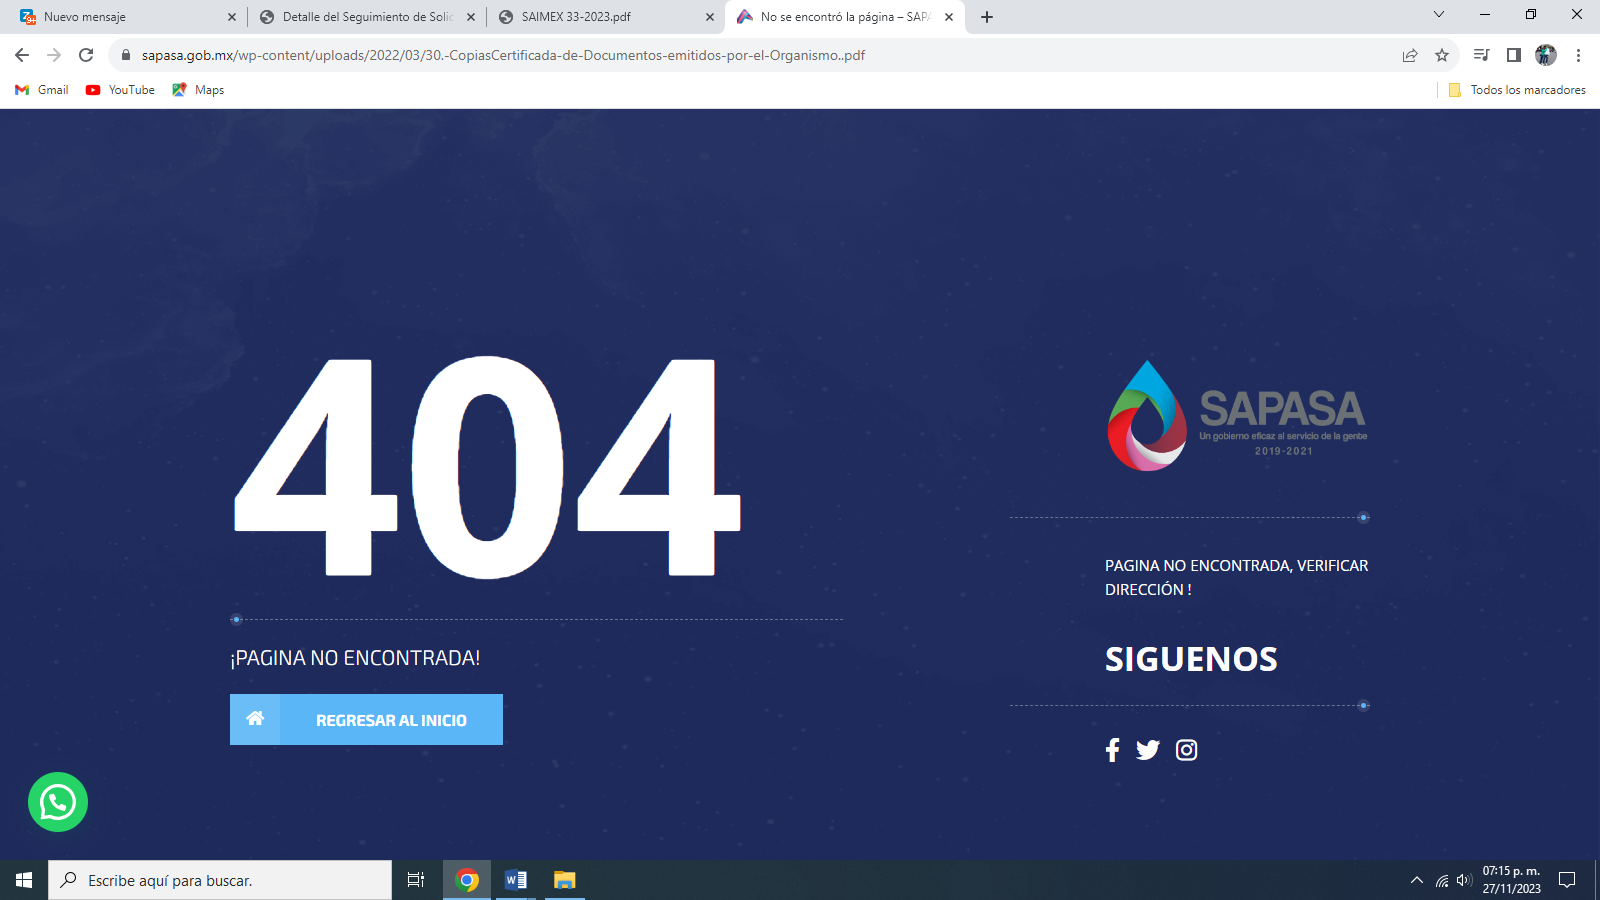 Nuevo mensaje
Detalle del Seguimiento de Solic
SAIMEX 33-2023.pdf
No se encontró la página – SAPA
sapasa.gob.mx/wp-content/uploads/2022/03/30.-CopiasCertificada-de-Documentos-emitidos-por-el-Organismo..pdf
Gmail
YouTube
Maps
Todos los marcadores
404
SAPASA
Un gobierno eficaz al servicio de la gente
2019-2021
PAGINA NO ENCONTRADA, VERIFICAR
DIRECCIÓN !
¡PAGINA NO ENCONTRADA!
REGRESAR AL INICIO
SIGUENOS
Escribe aquí para buscar.
07:15 p. m.
27/11/2023